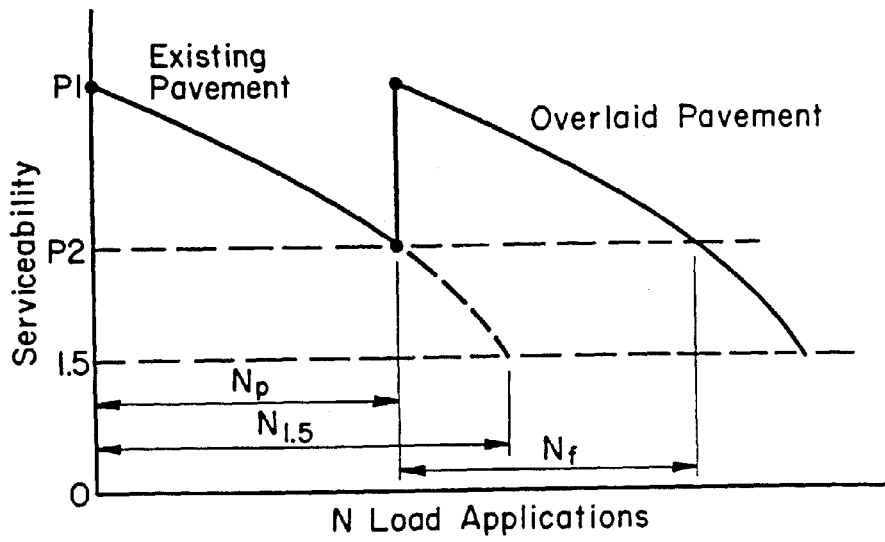 Existing
Pavement
P1
Overlaid Pavement
Serviceability
P2
1.5
Np
N1.5
Nf
0
N Load Applications